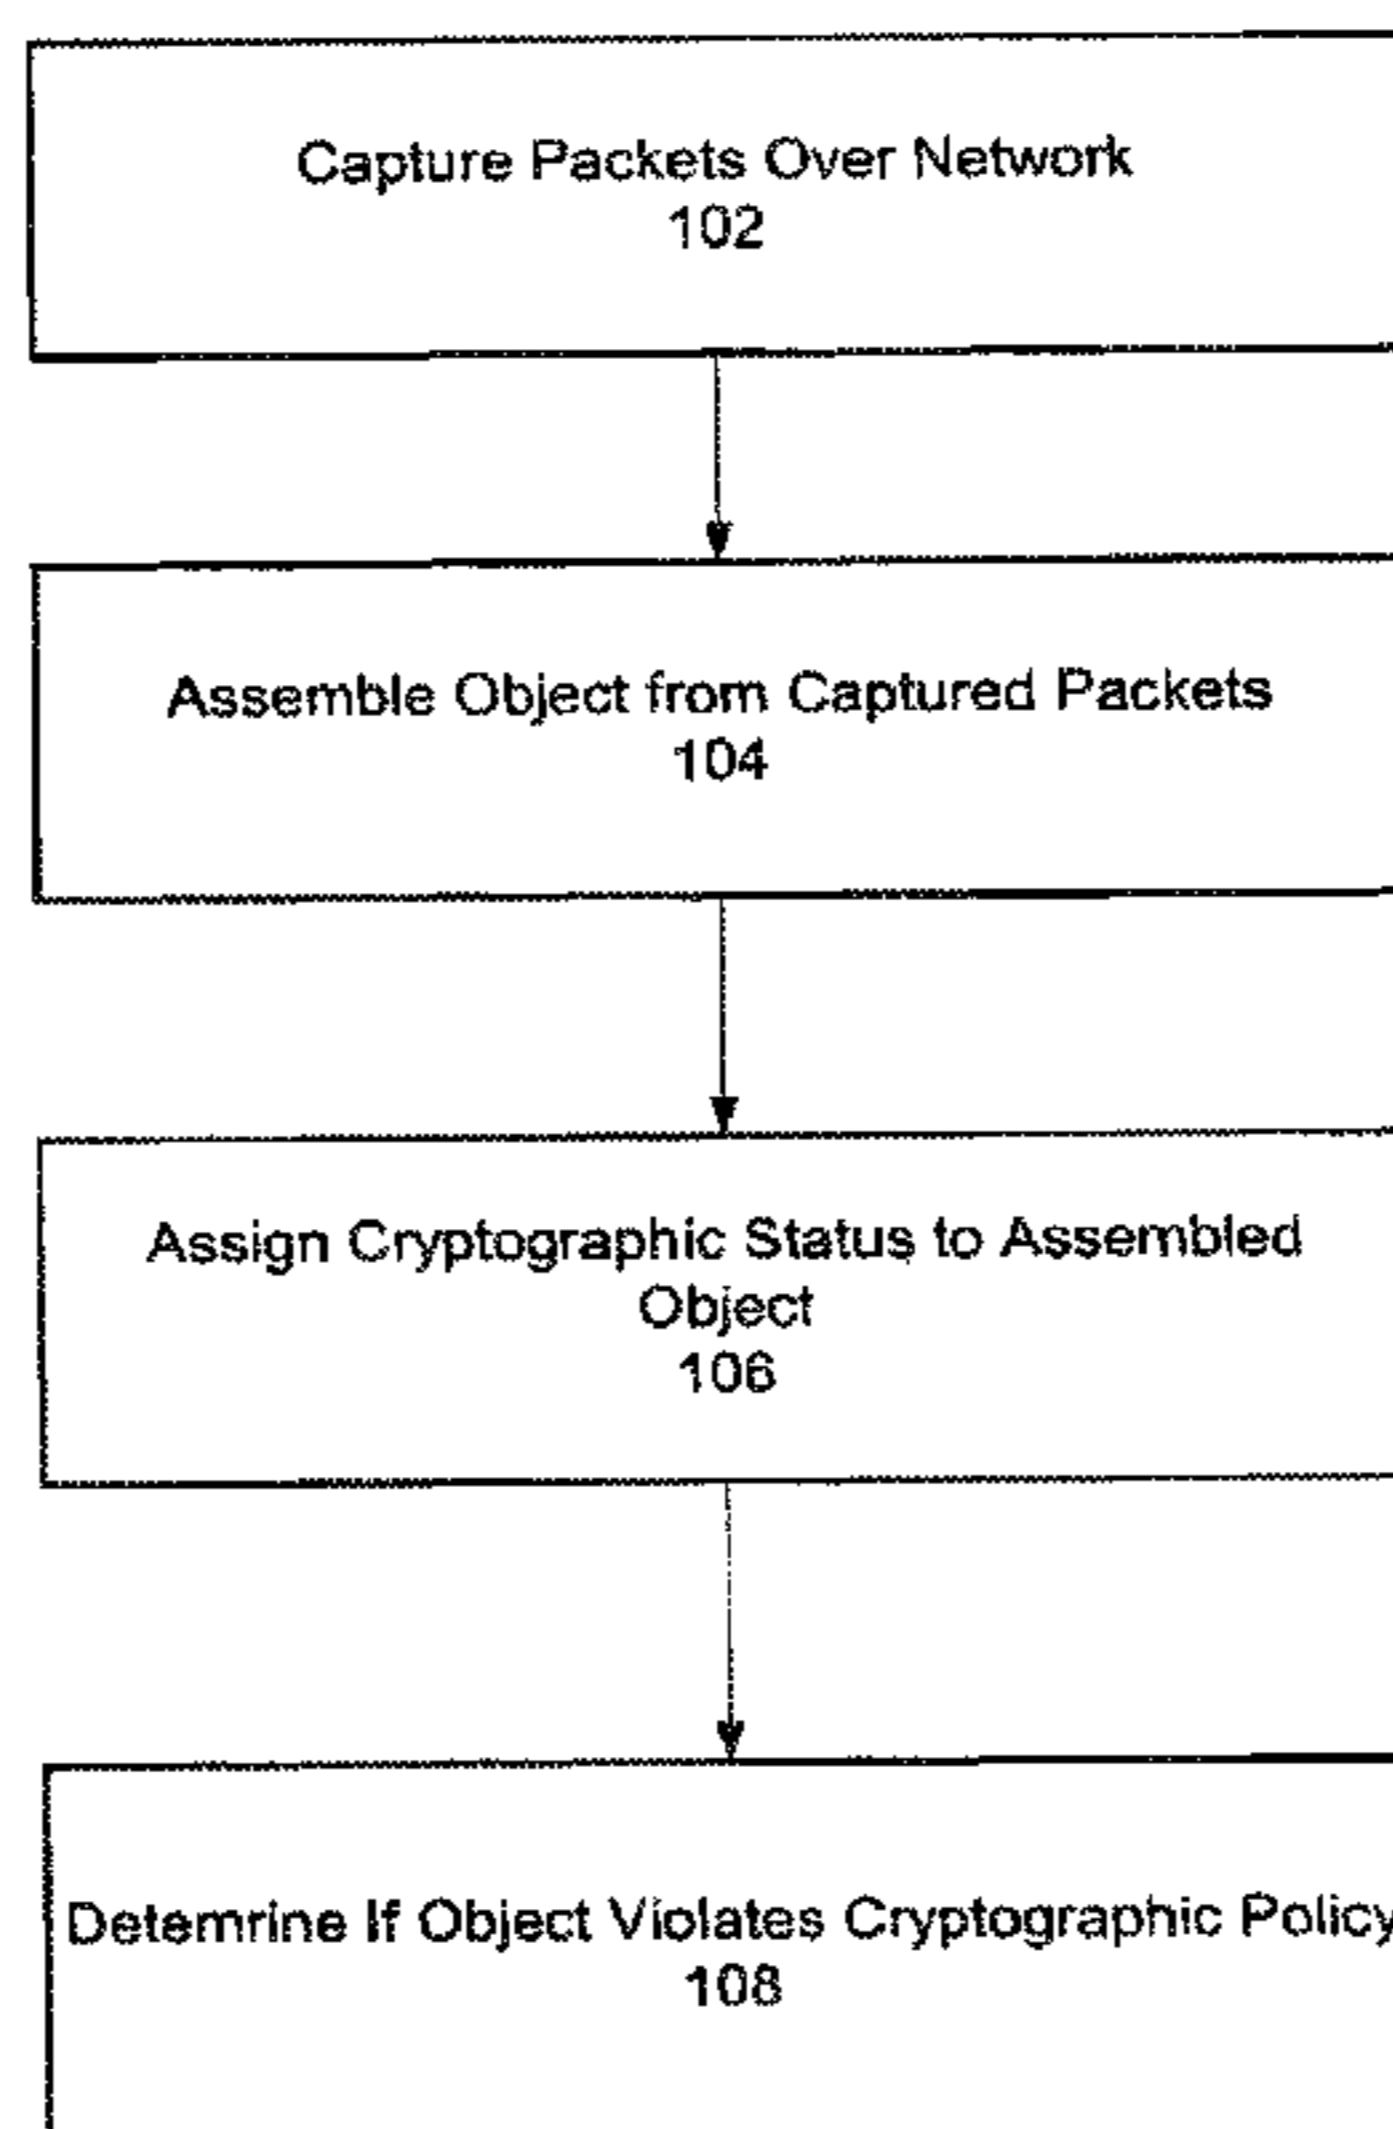 Capture Packets Over Network
102
Assemble Object from Captured Packets
104
Assign Cryptographic Status to Assembled
Object
106
Detemrine If Object Violates Cryptographic Policy
108